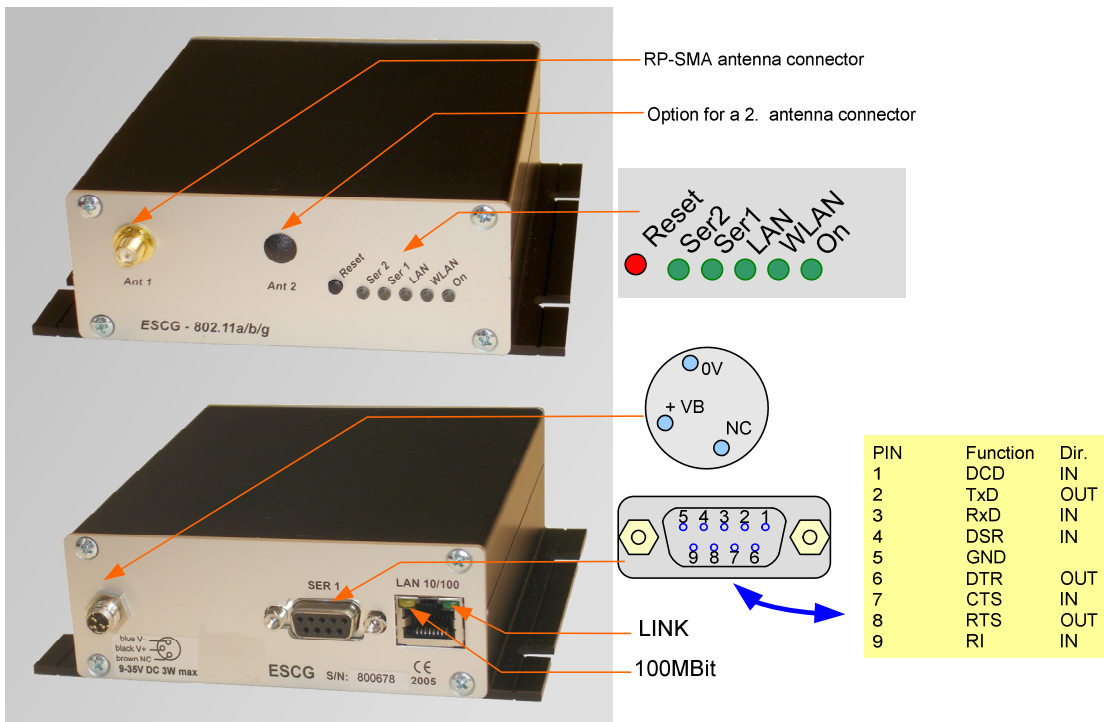 RP-SMA antenna connector
Option for a 2. antenna connector
Reset
Ser2
Ser1
LAN
WLAN
On
Ant 1
Ant 2
Reset
Ser 2
Ser 1
LAN
WLAN
On
ESCG - 802.11a/b/g
0V
+ VB
NC
PIN Function Dir.
1 DCD IN
2 TxD OUT
3 RxD IN
4 DSR IN
5 GND
6 DTR OUT
7 CTS IN
8 RTS OUT
9 RI IN
5 4 3 2 1
9 8 7 6
SER 1
LAN 10/100
LINK
100MBit
blue V-
black V+
brown NC
9-35V DC 3W max
ESCG S/N: 800678
CE
2005